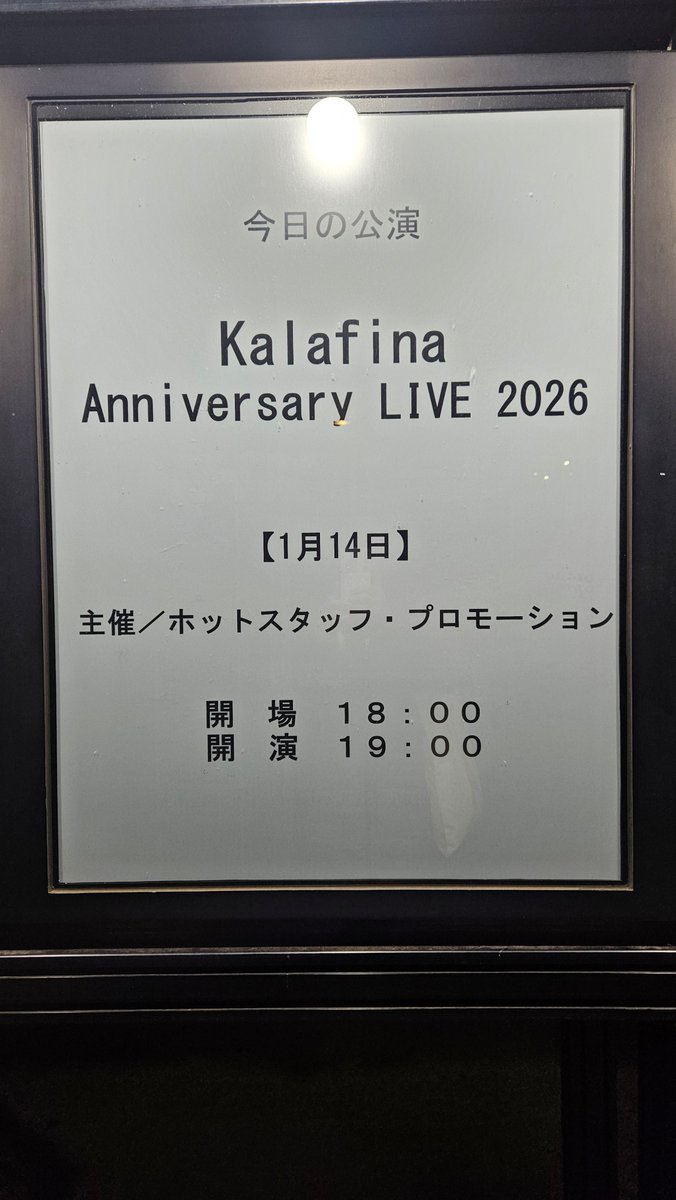 今日の公演
Kalafina
Anniversary LIVE 2026
【1月14日】
主催／ホットスタッフ・プロモーション
開　場　１８：００
開　演　１９：００